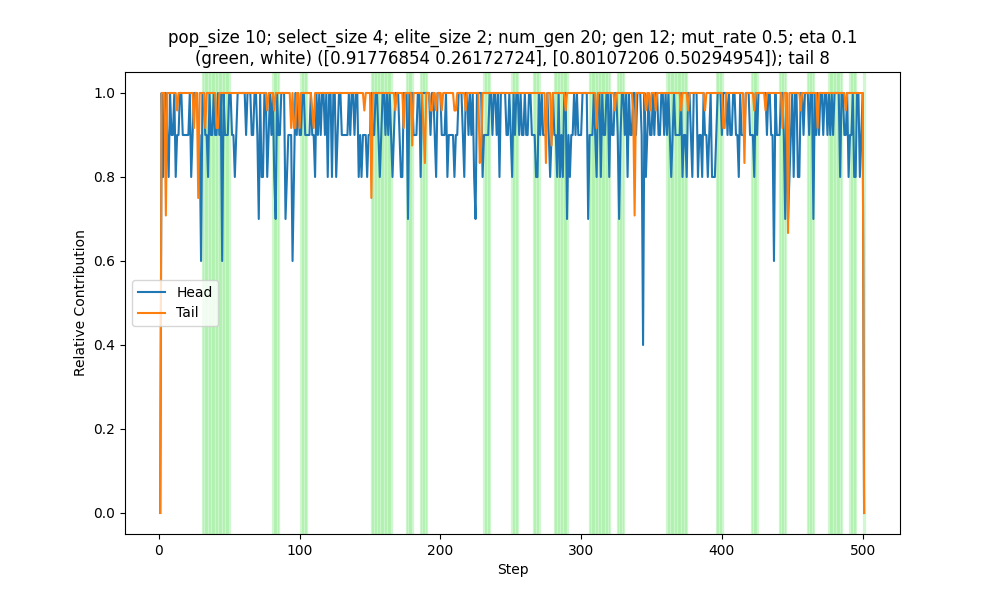 pop_size 10; select_size 4; elite_size 2; num_gen 20; gen 12; mut_rate 0.5; eta 0.1
(green, white) ([0.91776854 0.26172724], [0.80107206 0.50294954]); tail 8
1.0
0.8
0.6
0.4
0.2
0.0
Relative Contribution
Head
Tail
0
100
200
300
400
500
Step